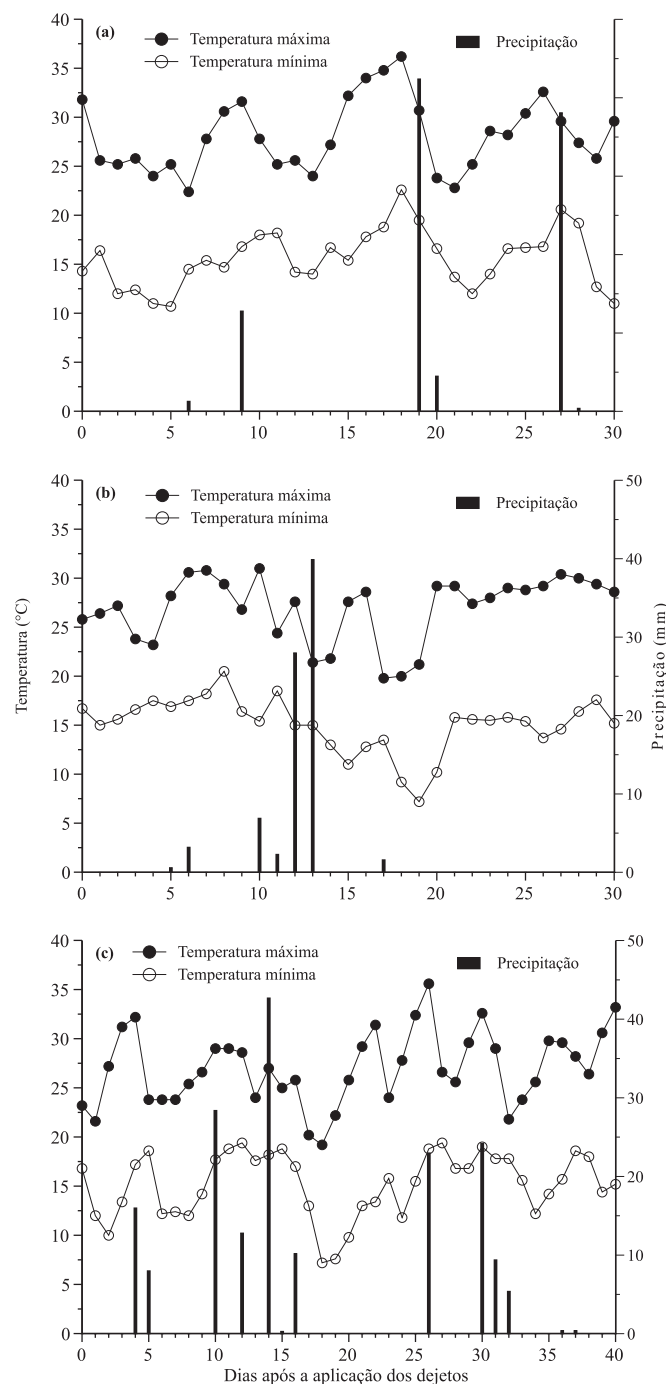 40
(a)
Temperatura máxima
Precipitação
35
Temperatura mínima
30
25
20
15
10
5
0
0 5 10 15 20 25 30
40 50
(b)
Temperatura máxima
Precipitação
35
Temperatura mínima
40
30
25 30
20
Temperatura (°C)
Precipitação (mm)
15 20
10
10
5
0 0
0 5 10 15 20 25 30
40 50
(c)
Temperatura máxima
Precipitação
35
Temperatura mínima
40
30
25 30
20
15 20
10
10
5
0 0
0 5 10 15 20 25 30 35 40
Dias após a aplicação dos dejetos